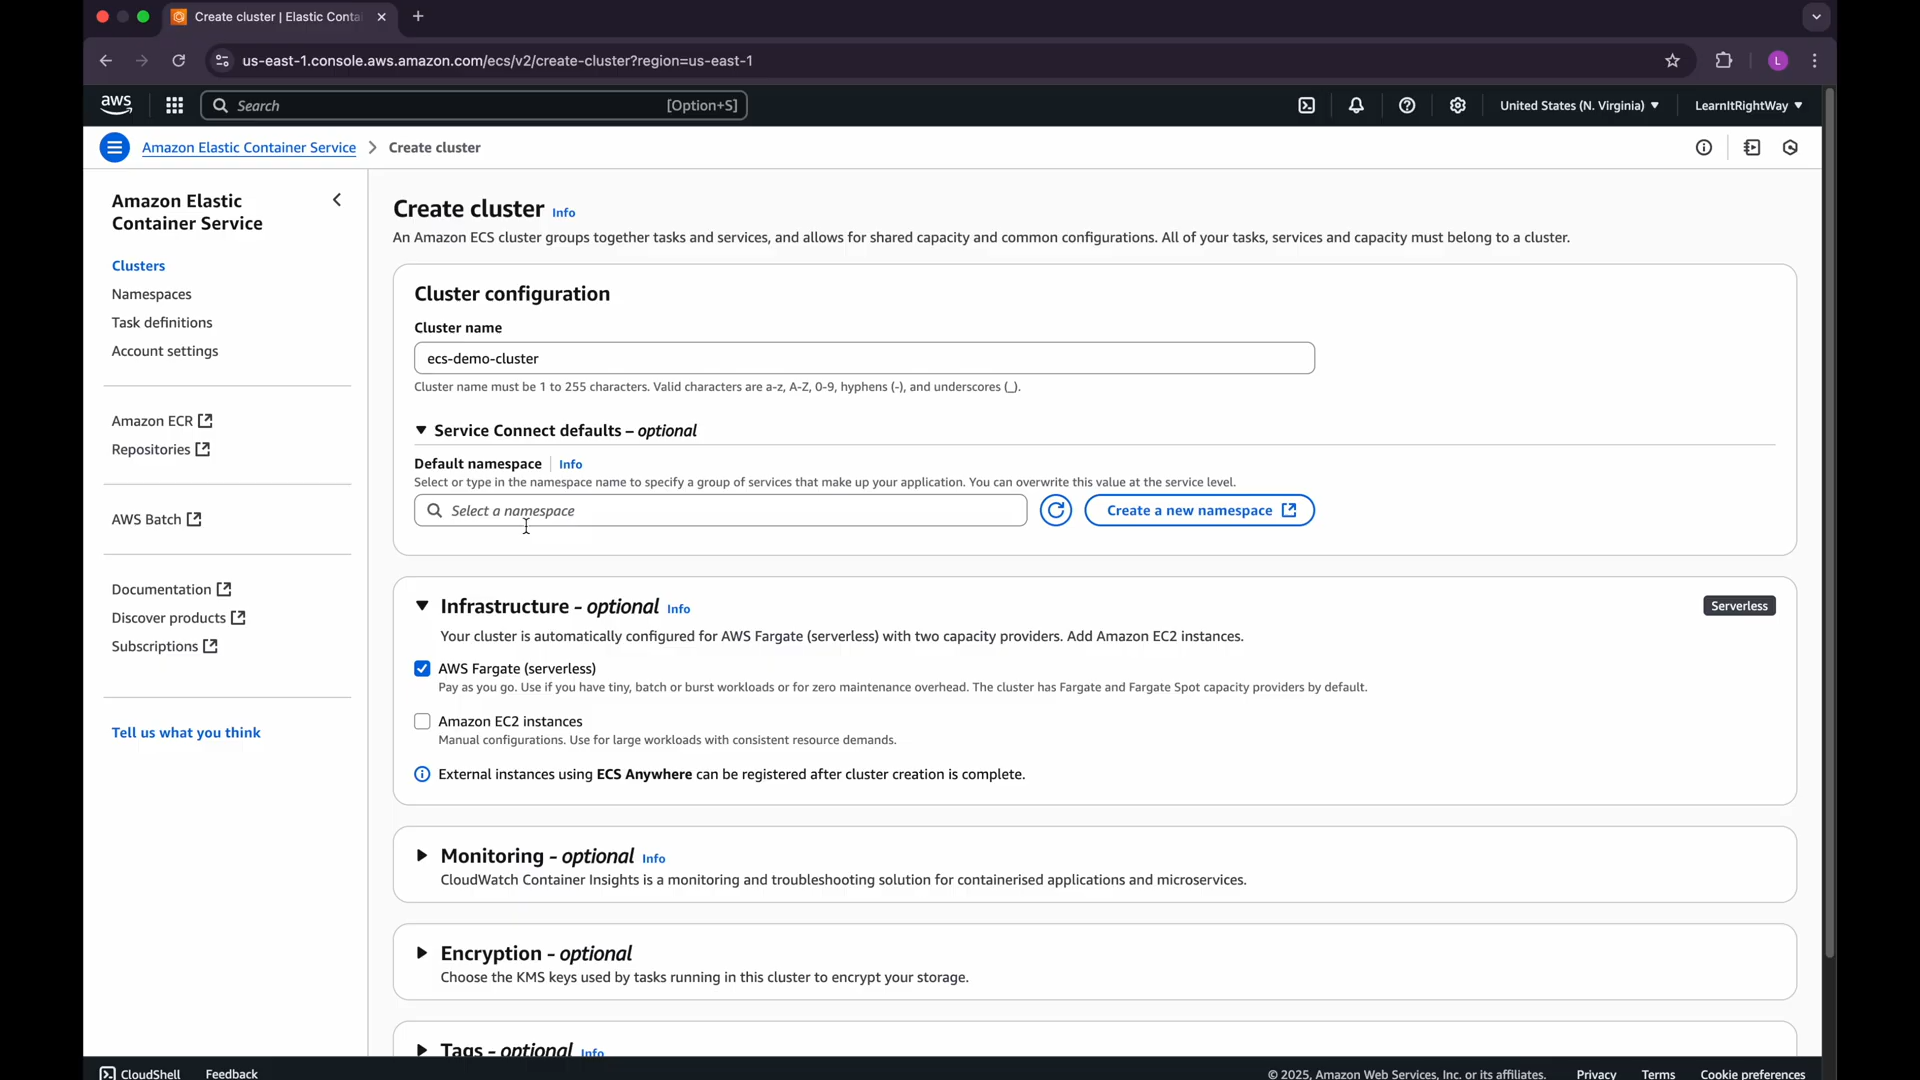 Create cluster | Elastic Conta
us-east-1.console.aws.amazon.com/ecs/v2/create-cluster?region=us-east-1
L
aws
Search
[Option+S]
United States (N. Virginia)
LearnItRightWay
Amazon Elastic Container Service
Create cluster
Amazon Elastic
Container Service
Clusters
Namespaces
Task definitions
Account settings
Amazon ECR
Repositories
AWS Batch
Documentation
Discover products
Subscriptions
Tell us what you think
Create cluster Info
An Amazon ECS cluster groups together tasks and services, and allows for shared capacity and common configurations. All of your tasks, services and capacity must belong to a cluster.
Cluster configuration
Cluster name
ecs-demo-cluster
Cluster name must be 1 to 255 characters. Valid characters are a-z, A-Z, 0-9, hyphens (-), and underscores (_).
Service Connect defaults – optional
Default namespace Info
Select or type in the namespace name to specify a group of services that make up your application. You can overwrite this value at the service level.
Select a namespace
Create a new namespace
Infrastructure - optional Info
Serverless
Your cluster is automatically configured for AWS Fargate (serverless) with two capacity providers. Add Amazon EC2 instances.
AWS Fargate (serverless)
Pay as you go. Use if you have tiny, batch or burst workloads or for zero maintenance overhead. The cluster has Fargate and Fargate Spot capacity providers by default.
Amazon EC2 instances
Manual configurations. Use for large workloads with consistent resource demands.
External instances using ECS Anywhere can be registered after cluster creation is complete.
Monitoring - optional Info
CloudWatch Container Insights is a monitoring and troubleshooting solution for containerised applications and microservices.
Encryption - optional
Choose the KMS keys used by tasks running in this cluster to encrypt your storage.
Tags - optional Info
CloudShell
Feedback
© 2025, Amazon Web Services, Inc. or its affiliates.
Privacy
Terms
Cookie preferences